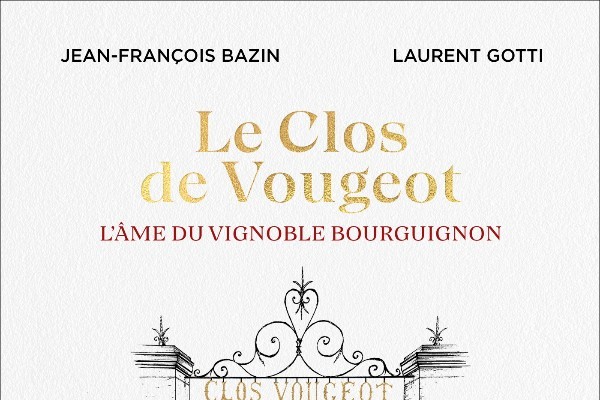 JEAN-FRANÇOIS BAZIN LAURENT GOTTI
Le Clos
de Vougeot
L'ÂME DU VIGNOBLE BOURGUIGNON
CLOS VOUGEOT